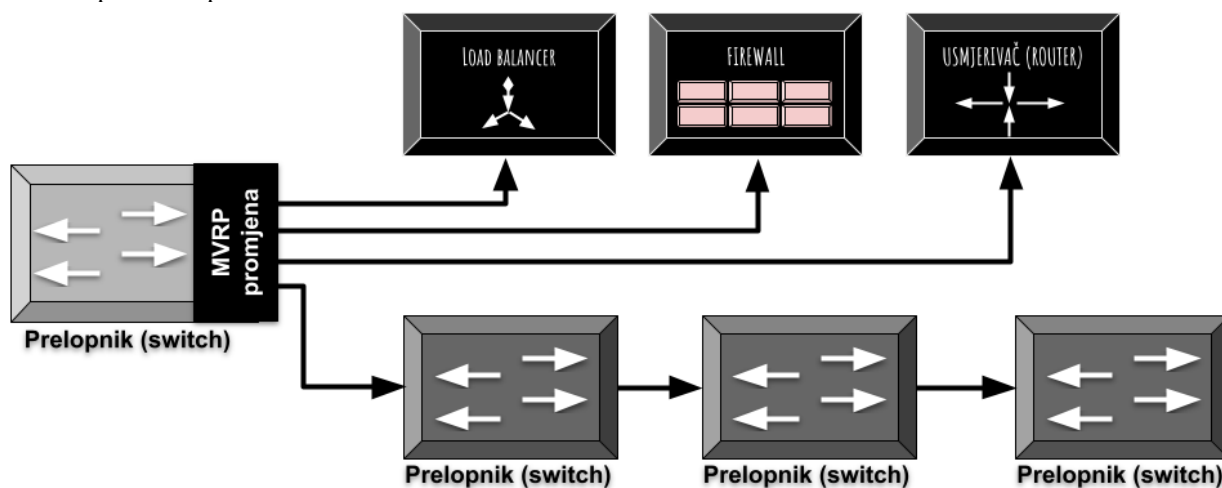 LOAD BALANCER
FIREWALL
USMJERIVAČ (ROUTER)
MVRP
promjena
Prelopnik (switch)
Prelopnik (switch)
Prelopnik (switch)
Prelopnik (switch)